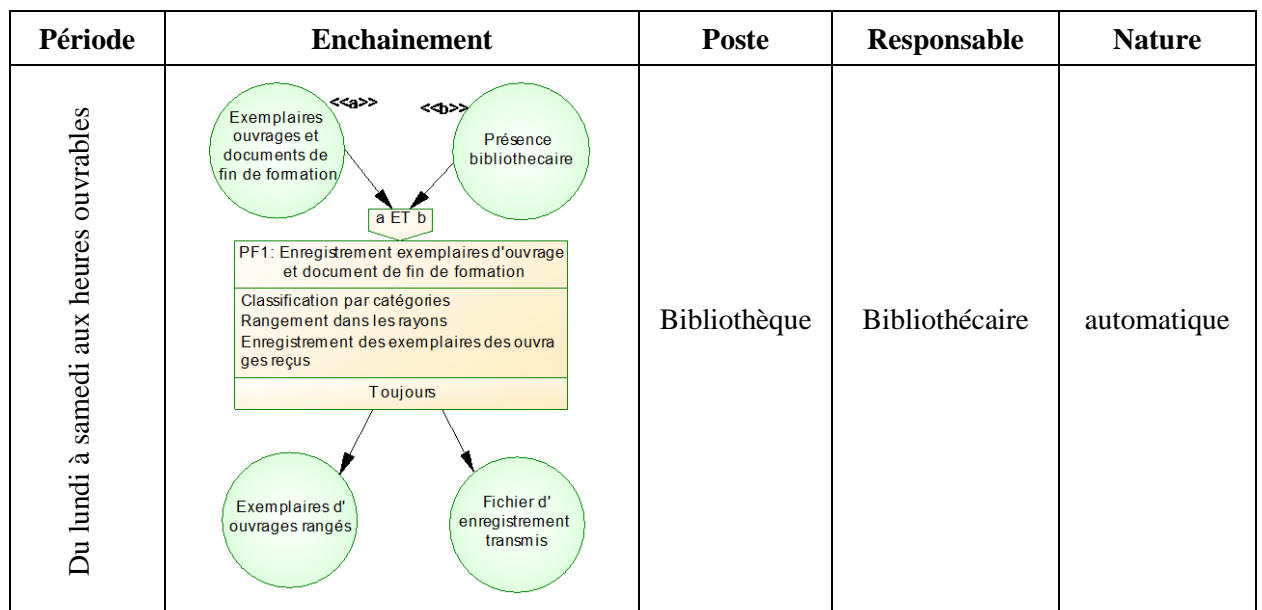 Période
Enchainement
Poste
Responsable
Nature
Du lundi à samedi aux heures ouvrables
<<a>>
<<b>>
Exemplaires
ouvrages et
documents de
fin de formation
Présence
bibliothecaire
a ET b
PF1: Enregistrement exemplaires d'ouvrage
et document de fin de formation
Classification par catégories
Rangement dans les rayons
Enregistrement des exemplaires des ouvra
ges reçus
Toujours
Exemplaires d'
ouvrages rangés
Fichier d'
enregistrement
transmis
Bibliothèque
Bibliothécaire
automatique